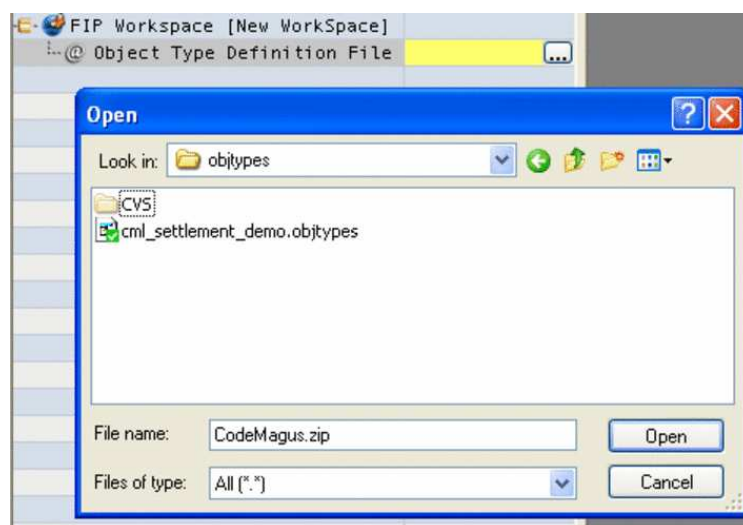 FIP Workspace [New WorkSpace]
@ Object Type Definition File ...
Open
Look in: objtypes
CVS
cml_settlement_demo.objtypes
File name: CodeMagus.zip Open
Files of type: All (*.*) Cancel